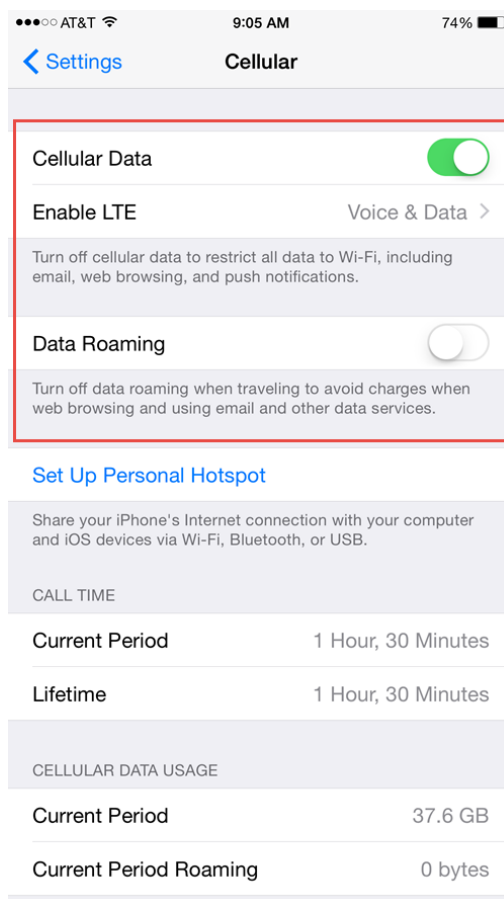 AT&T 9:05 AM 74%
Settings Cellular
Cellular Data
Enable LTE Voice & Data
Turn off cellular data to restrict all data to Wi-Fi, including
email, web browsing, and push notifications.
Data Roaming
Turn off data roaming when traveling to avoid charges when
web browsing and using email and other data services.
Set Up Personal Hotspot
Share your iPhone's Internet connection with your computer
and iOS devices via Wi-Fi, Bluetooth, or USB.
CALL TIME
Current Period 1 Hour, 30 Minutes
Lifetime 1 Hour, 30 Minutes
CELLULAR DATA USAGE
Current Period 37.6 GB
Current Period Roaming 0 bytes